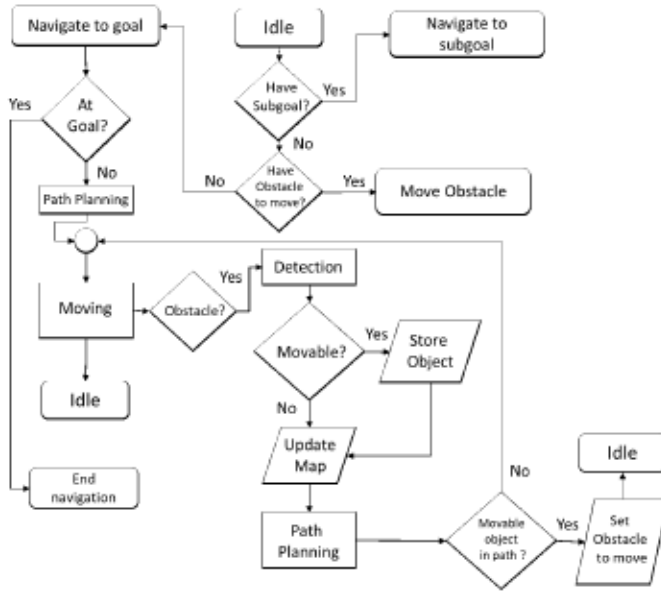 Navigate to goal
Idle
Navigate to
subgoal
Yes
At
Goal?
Have
Subgoal?
Yes
No
No
Have
Obstacle
to move?
No
Yes
Move Obstacle
Path Planning
Moving
Obstacle?
Yes
Detection
Movable?
Yes
Store
Object
Idle
No
Update
Map
No
Idle
End
navigation
Path
Planning
Movable
object
in path ?
Yes
Set
Obstacle
to move